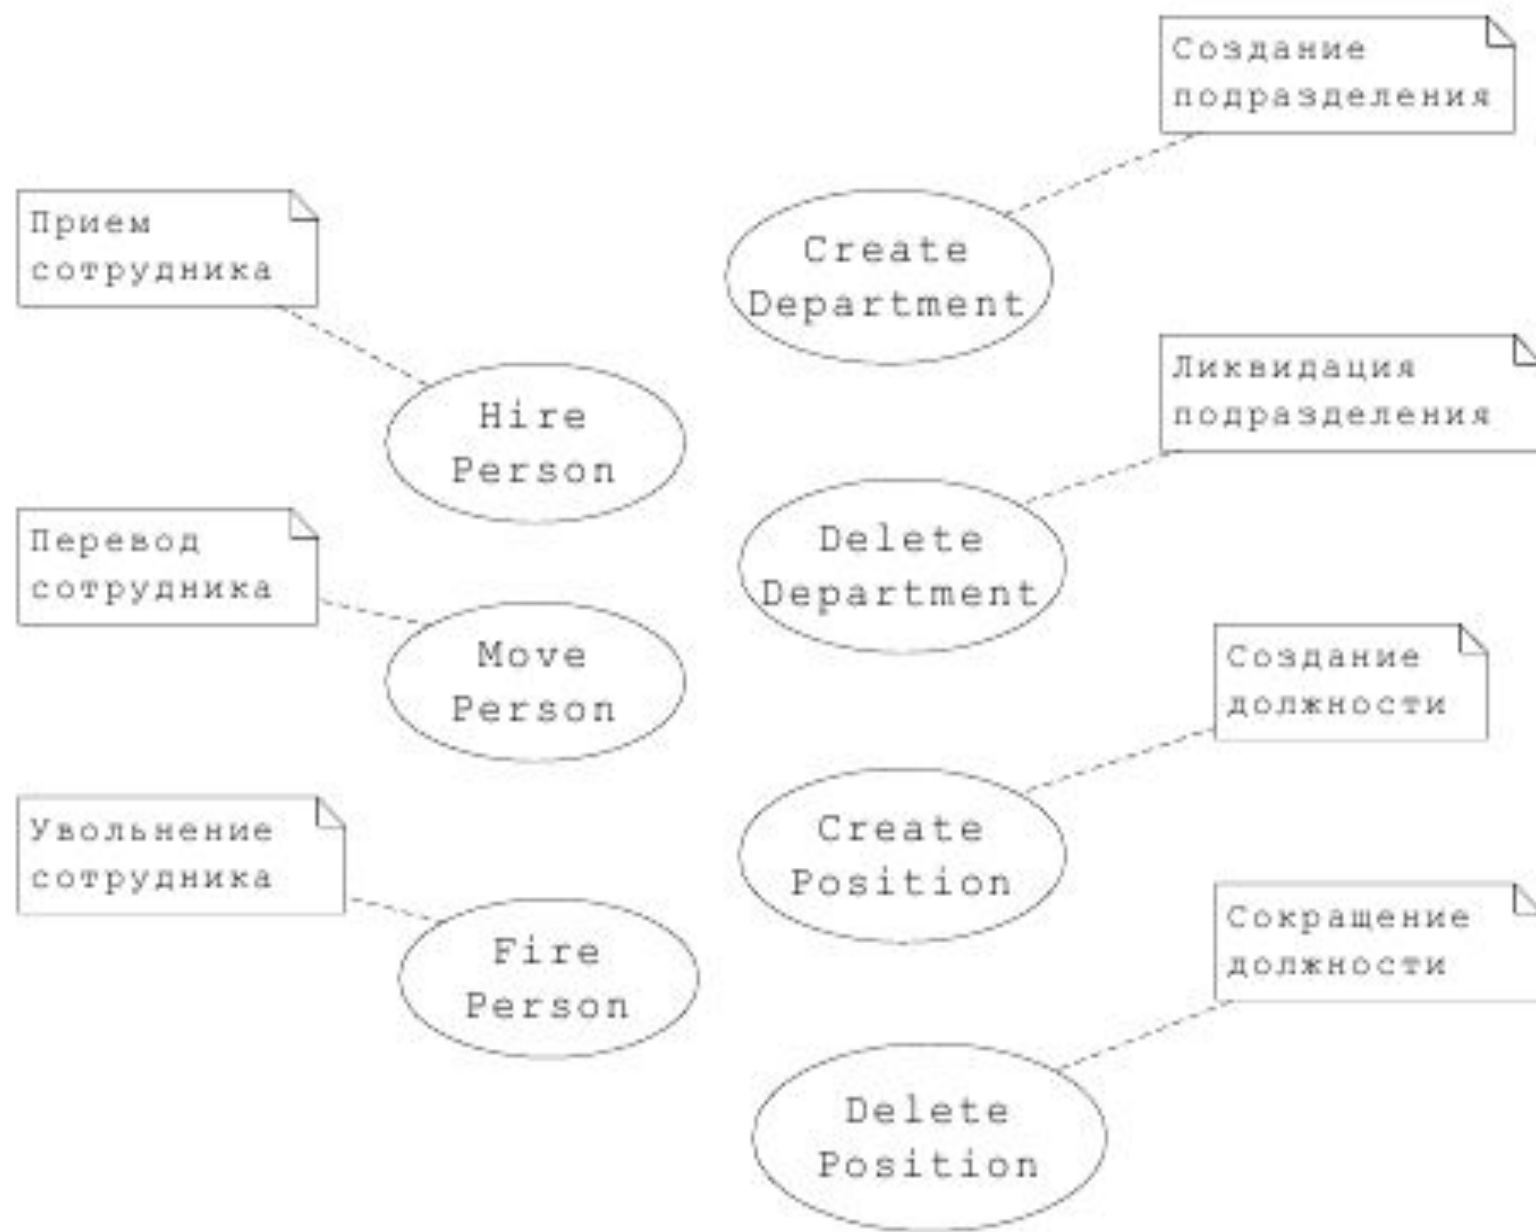 Создание
подразделения
Прием
сотрудника
Create
Department
Ликвидация
подразделения
Hire
Person
Перевод
сотрудника
Delete
Department
Move
Person
Создание
должности
Увольнение
сотрудника
Create
Position
Сокращение
должности
Fire
Person
Delete
Position